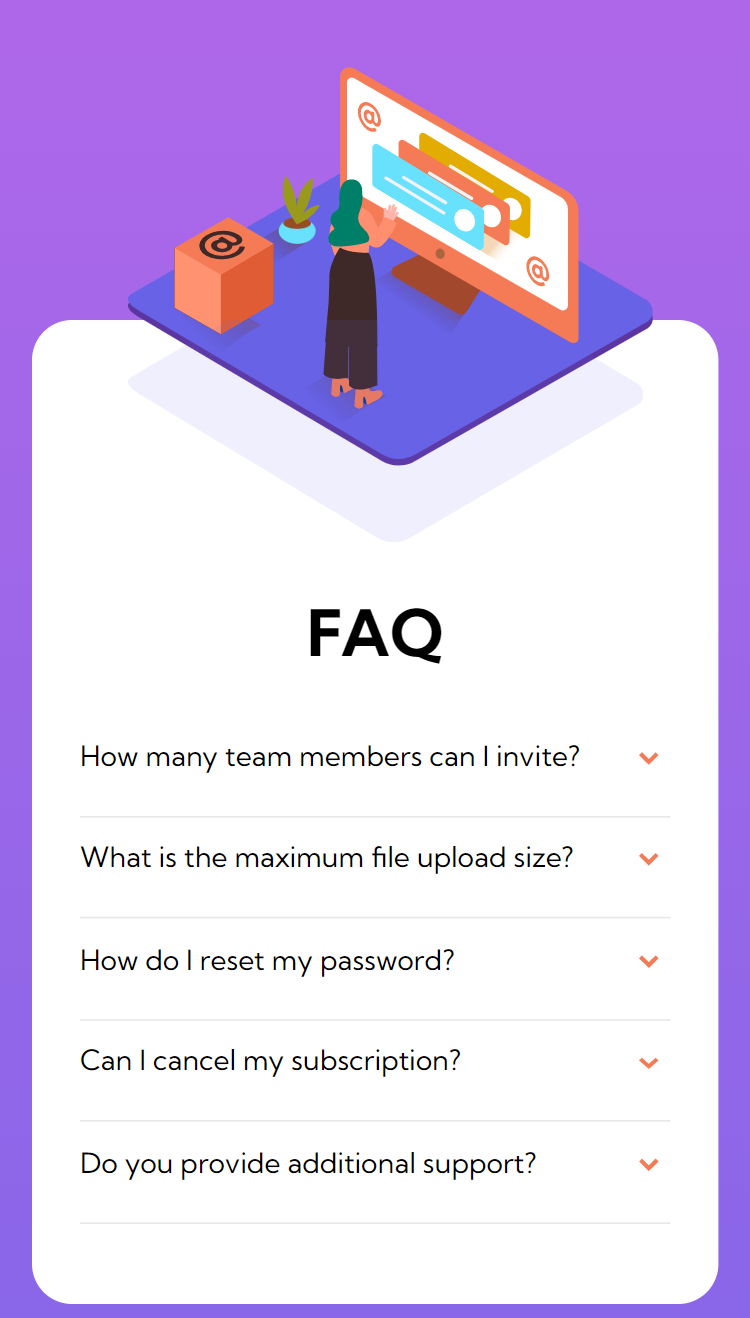 @
@
@
FAQ
How many team members can I invite?
What is the maximum file upload size?
How do I reset my password?
Can I cancel my subscription?
Do you provide additional support?